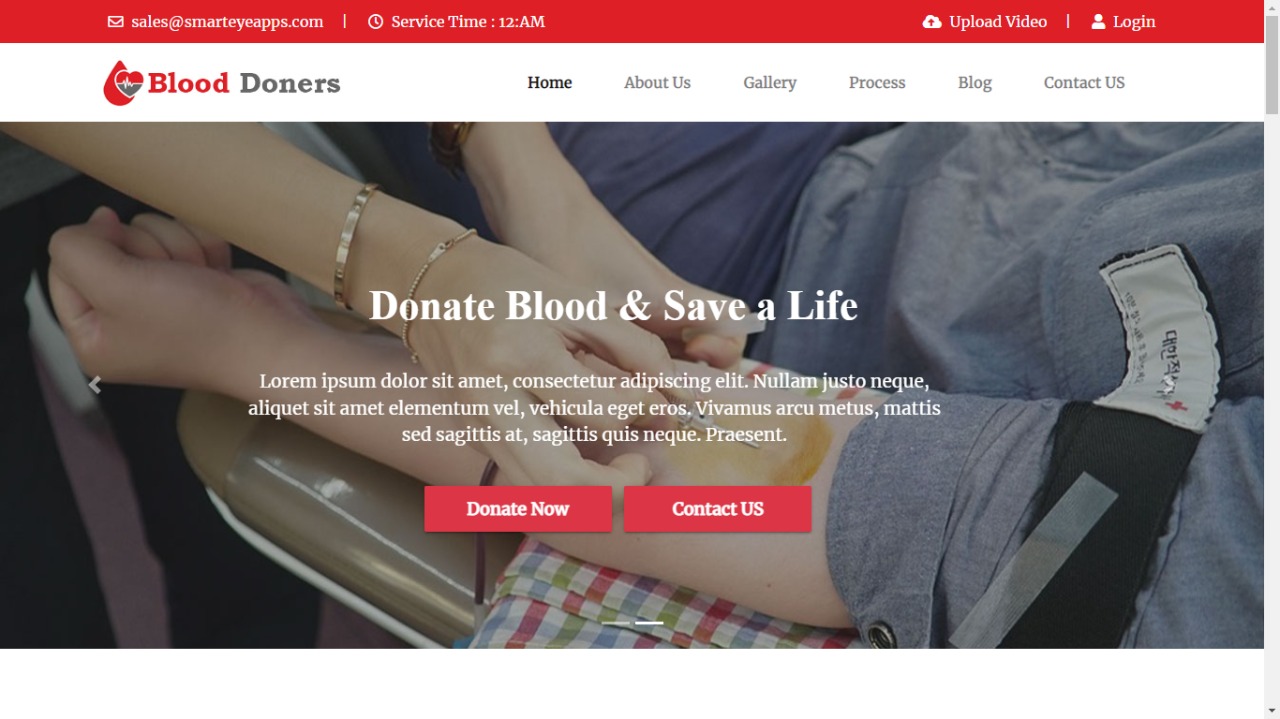 sales@smarteyeapps.com | Service Time : 12:AM Upload Video | Login
Blood Doners Home About Us Gallery Process Blog Contact US
Donate Blood & Save a Life
Lorem ipsum dolor sit amet, consectetur adipiscing elit. Nullam justo neque,
aliquet sit amet elementum vel, vehicula eget eros. Vivamus arcu metus, mattis
sed sagittis at, sagittis quis neque. Praesent.
Donate Now Contact US